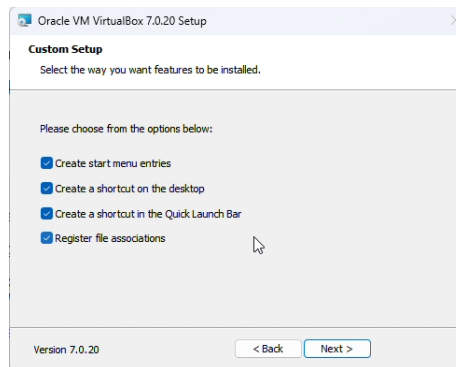 Oracle VM VirtualBox 7.0.20 Setup
Custom Setup
Select the way you want features to be installed.
Please choose from the options below:
Create start menu entries
Create a shortcut on the desktop
Create a shortcut in the Quick Launch Bar
Register file associations
Version 7.0.20
< Back
Next >